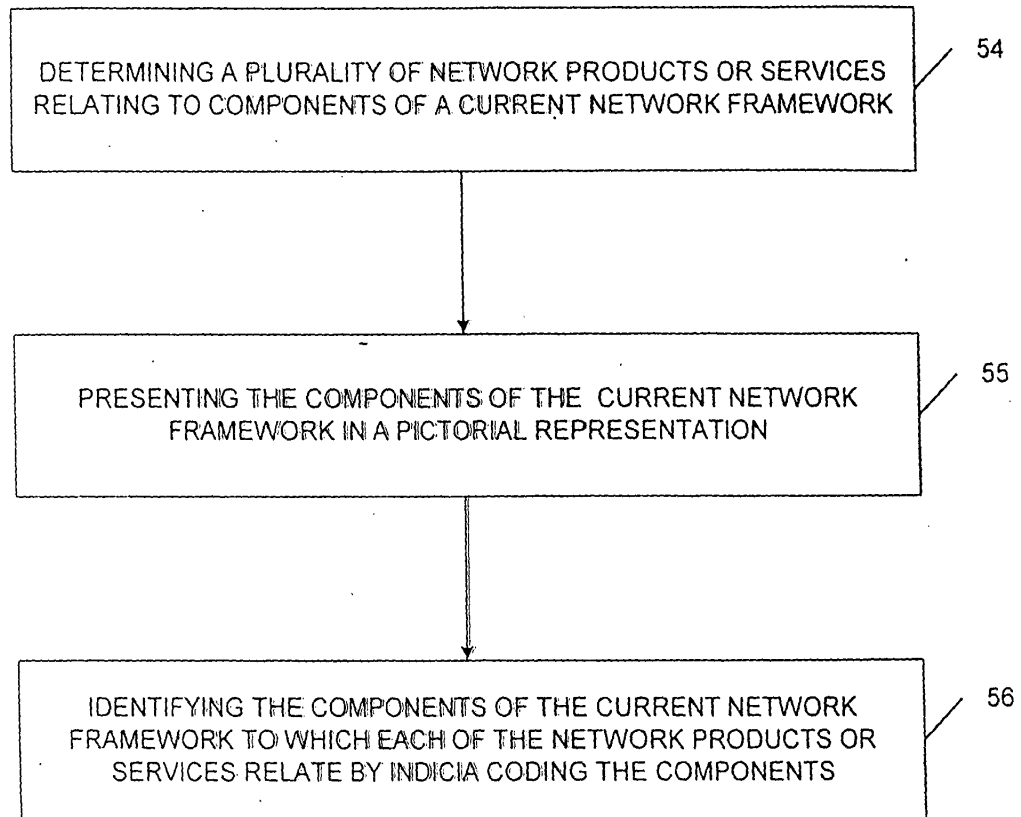 DETERMINING A PLURALITY OF NETWORK PRODUCTS OR SERVICES
RELATING TO COMPONENTS OF A CURRENT NETWORK FRAMEWORK
54
PRESENTING THE COMPONENTS OF THE CURRENT NETWORK
FRAMEWORK IN A PICTORIAL REPRESENTATION
55
IDENTIFYING THE COMPONENTS OF THE CURRENT NETWORK
FRAMEWORK TO WHICH EACH OF THE NETWORK PRODUCTS OR
SERVICES RELATE BY INDICIA CODING THE COMPONENTS
56